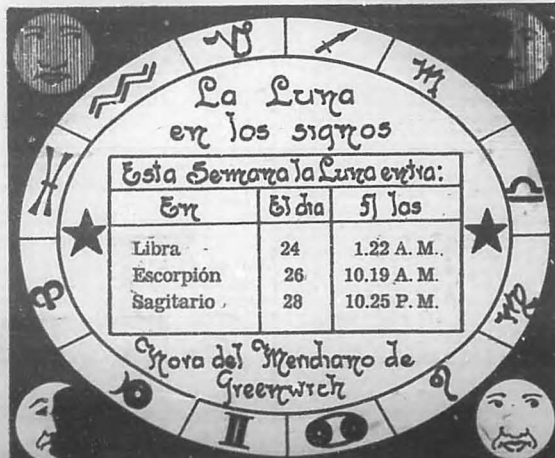 La Luna
en los signos
Esta Semana la Luna entra:
En El día A las
Libra 24 1.22 A. M.
Escorpión 26 10.19 A. M.
Sagitario 28 10.25 P. M.
Hora del Meridiano de
Greenwich